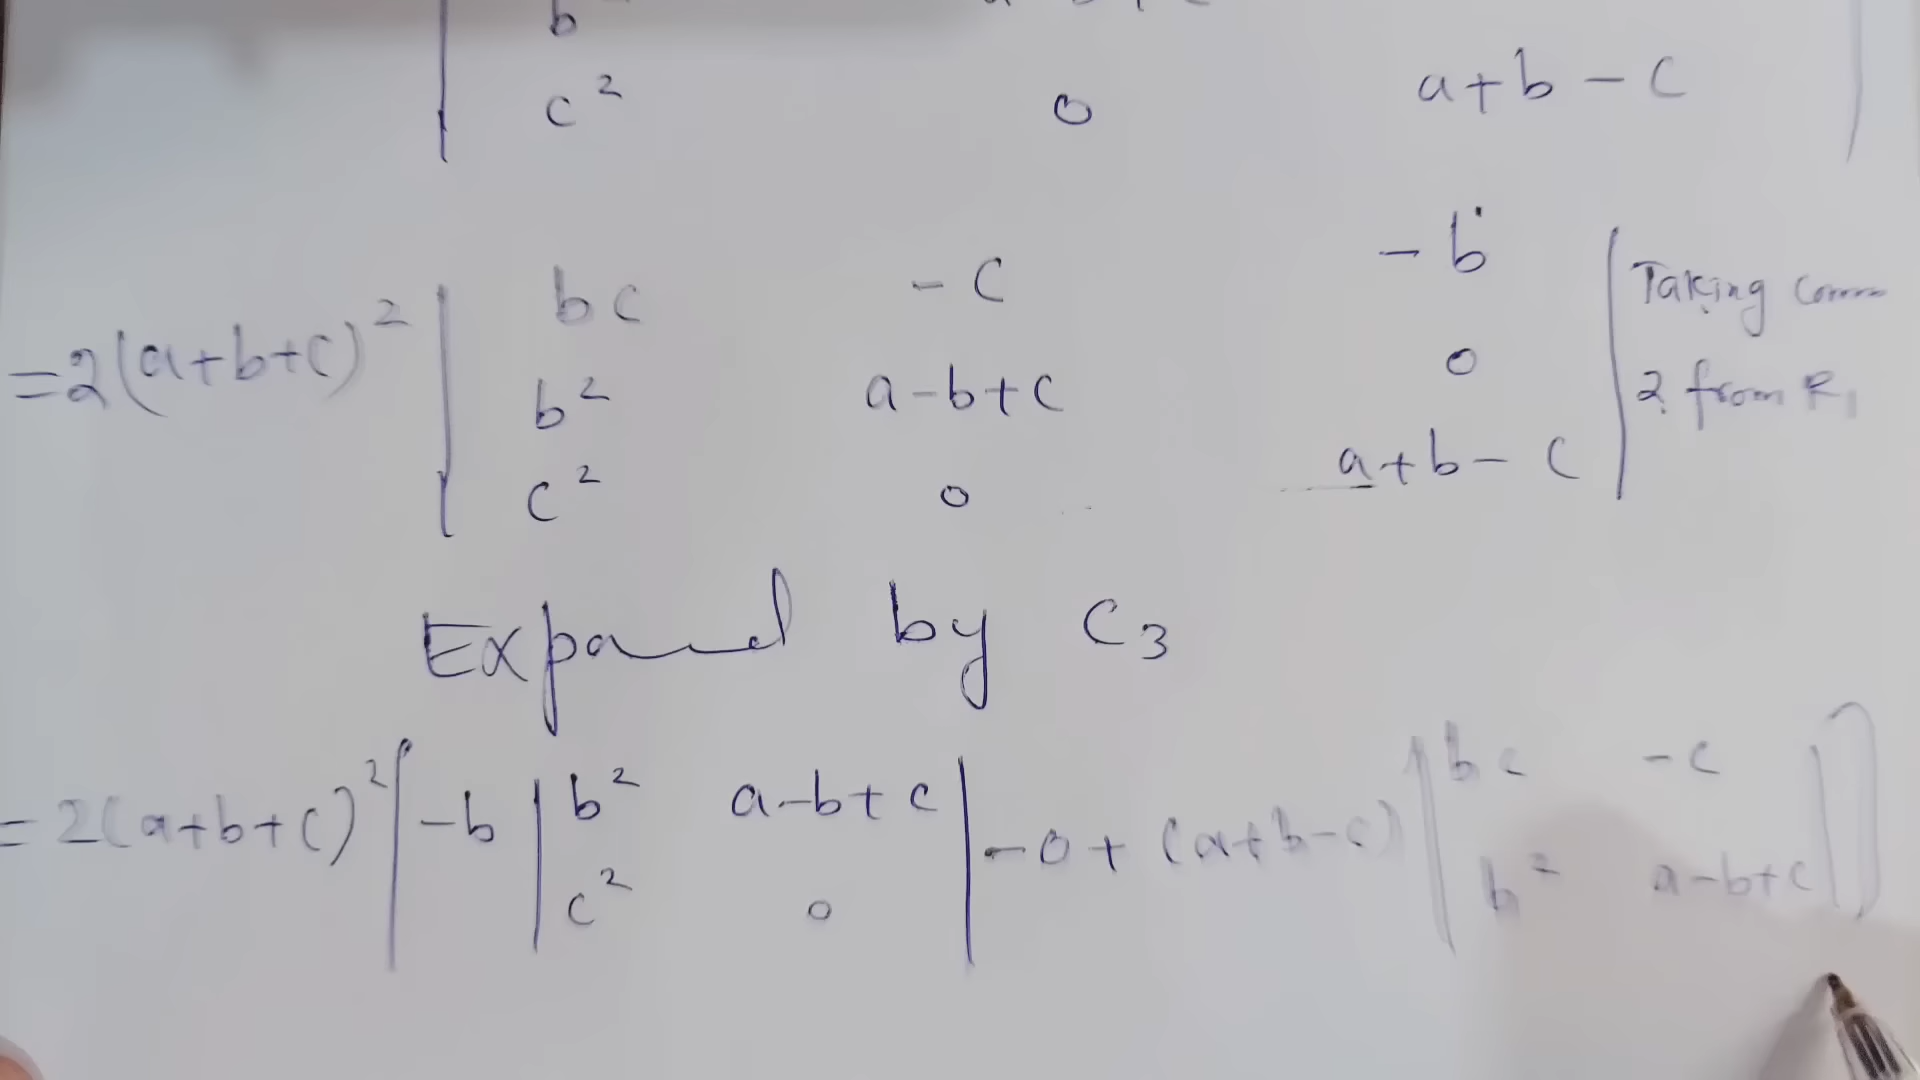 b
c² 0 a+b-c
=2(a+b+c)² | bc -c -b | Taking
b² a-b+c 0 | 2 from R₁
c² 0 a+b-c |
Expand by C₃
= 2(a+b+c)² [ -b | b² a-b+c | -0+ (a+b-c) | bc -c | ]
c² 0 | b² a-b+c |